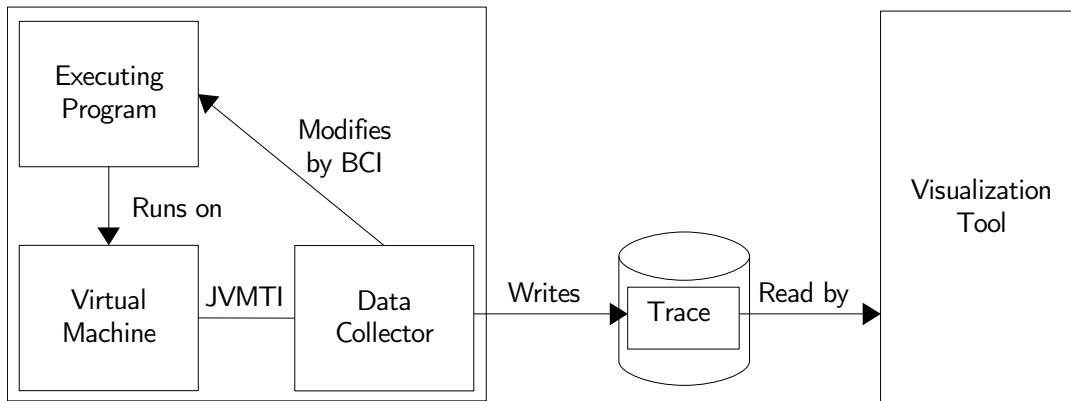 Executing
Program
Modifies
by BCI
Runs on
Virtual
Machine
JVMTI
Data
Collector
Writes
Trace
Read by
Visualization
Tool